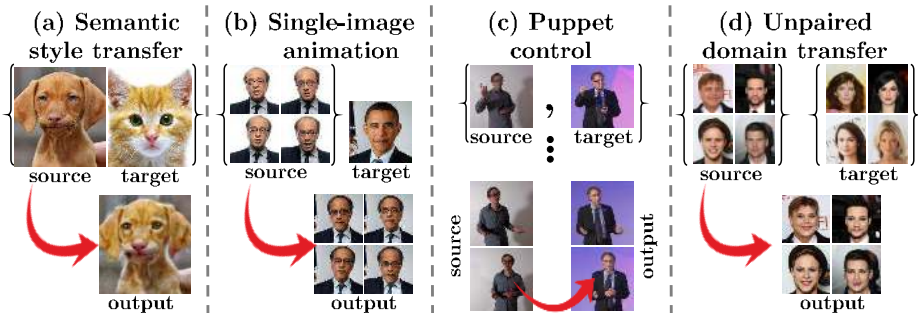 (a) Semantic
style transfer
source
target
output
(b) Single-image
animation
source
target
output
(c) Puppet
control
source
,
target
source
output
(d) Unpaired
domain transfer
source
target
output